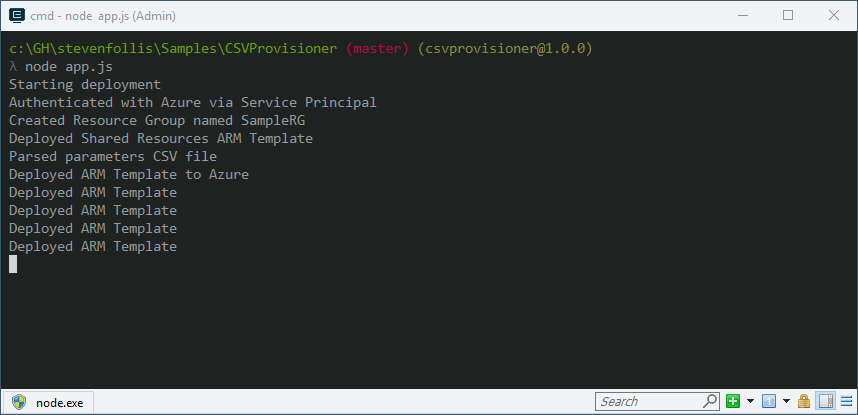 cmd - node app.js (Admin)
c:\GH\stevenfollis\Samples\CSVProvisioner (master) (csvprovisioner@1.0.0)
λ node app.js
Starting deployment
Authenticated with Azure via Service Principal
Created Resource Group named SampleRG
Deployed Shared Resources ARM Template
Parsed parameters CSV file
Deployed ARM Template to Azure
Deployed ARM Template
Deployed ARM Template
Deployed ARM Template
Deployed ARM Template
node.exe
Search